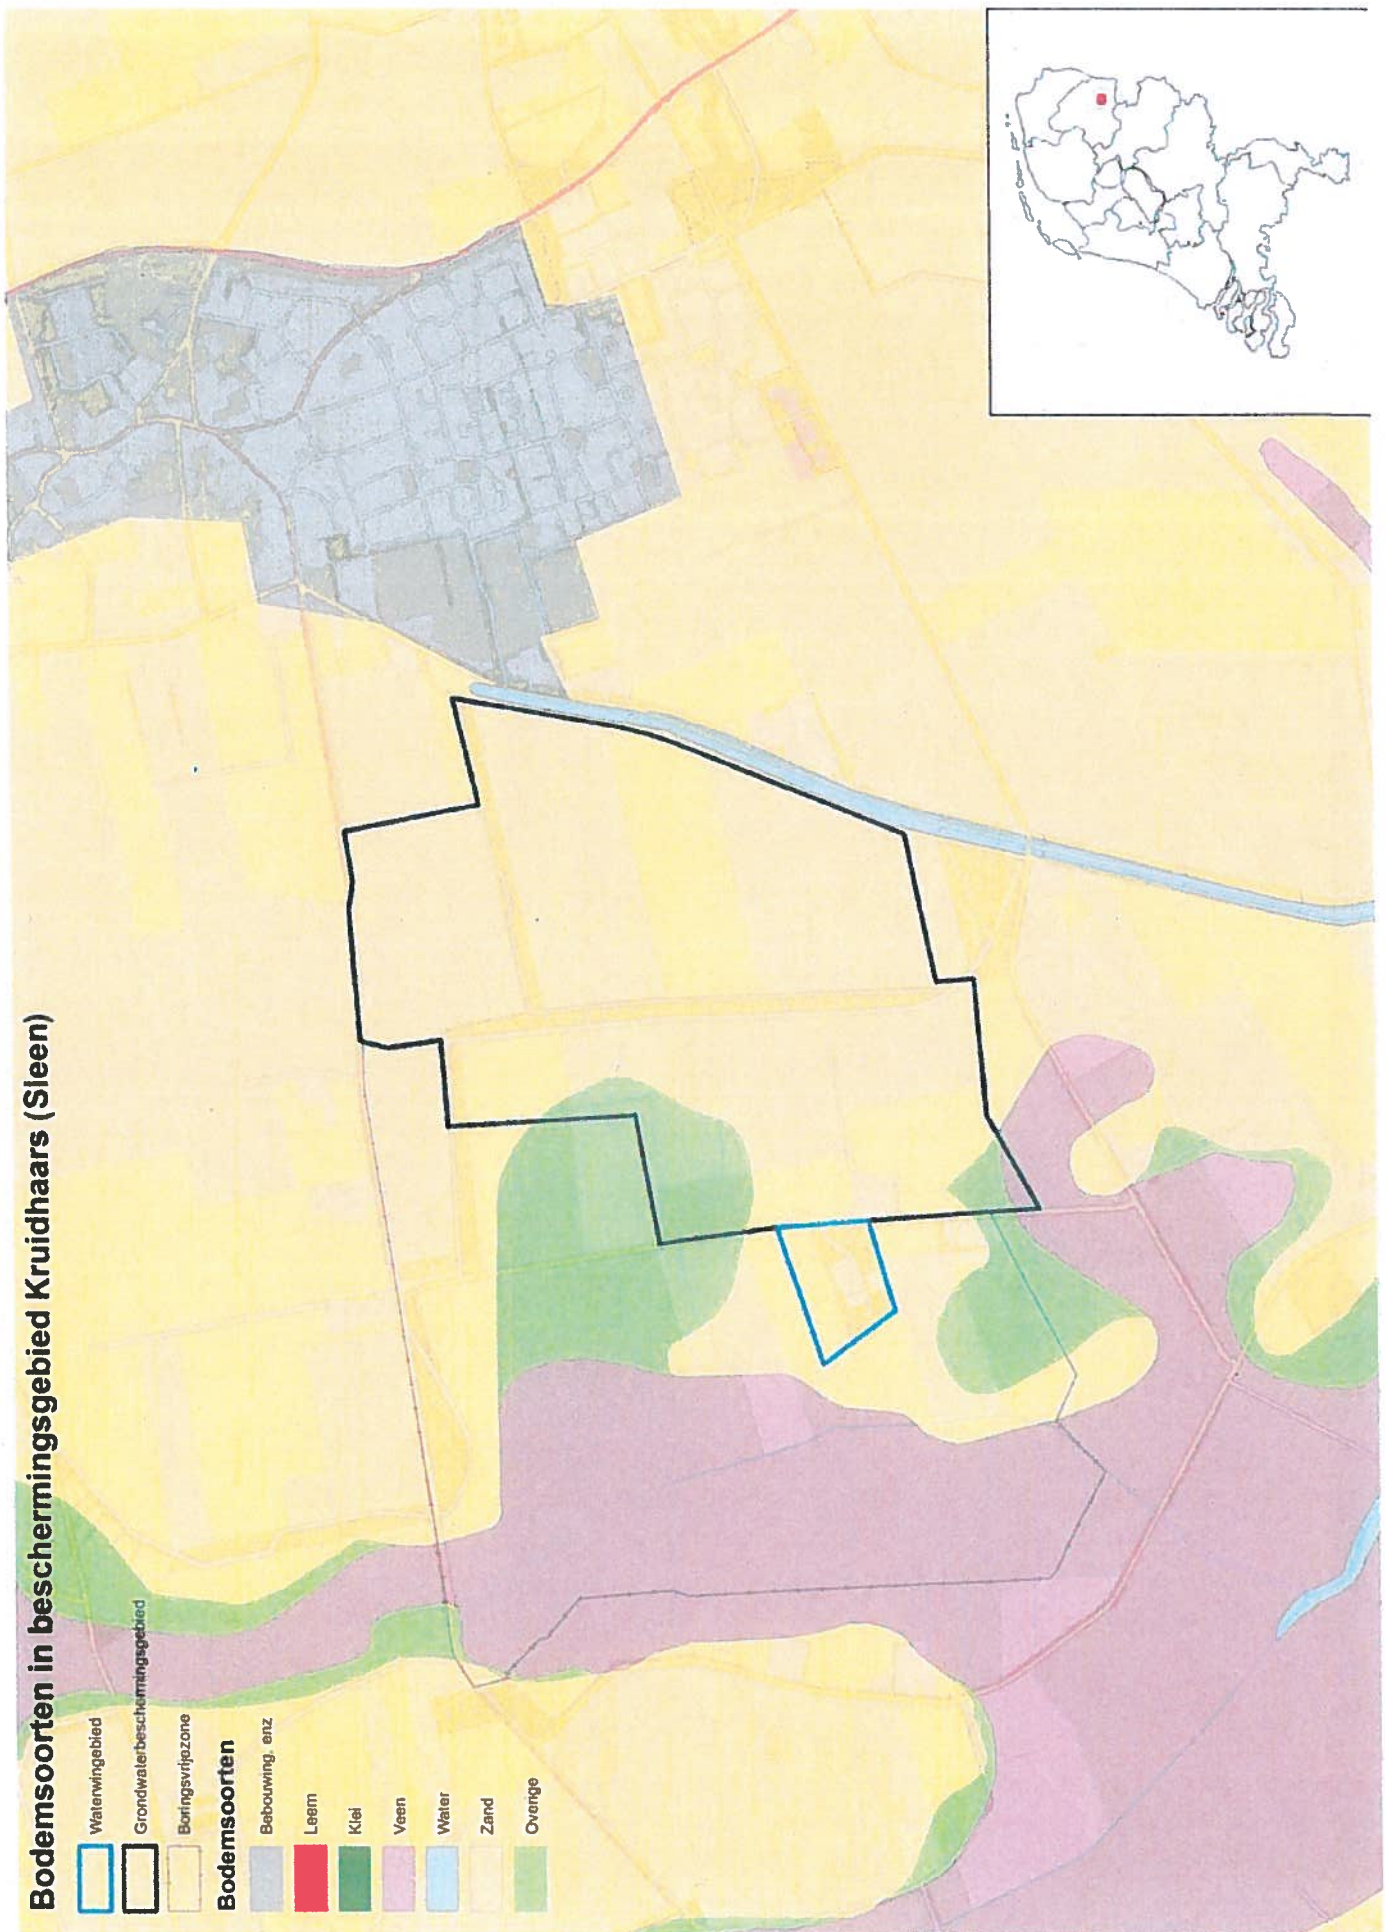 Bodemsoorten in beschermingsgebied Kruidhaars (Sleen)
Waterwingebied
Grondwaterbeschermingsgebied
Boringsvrijezone
Bodemsoorten
Bebouwing, enz
Leem
Klei
Veen
Water
Zand
Overige